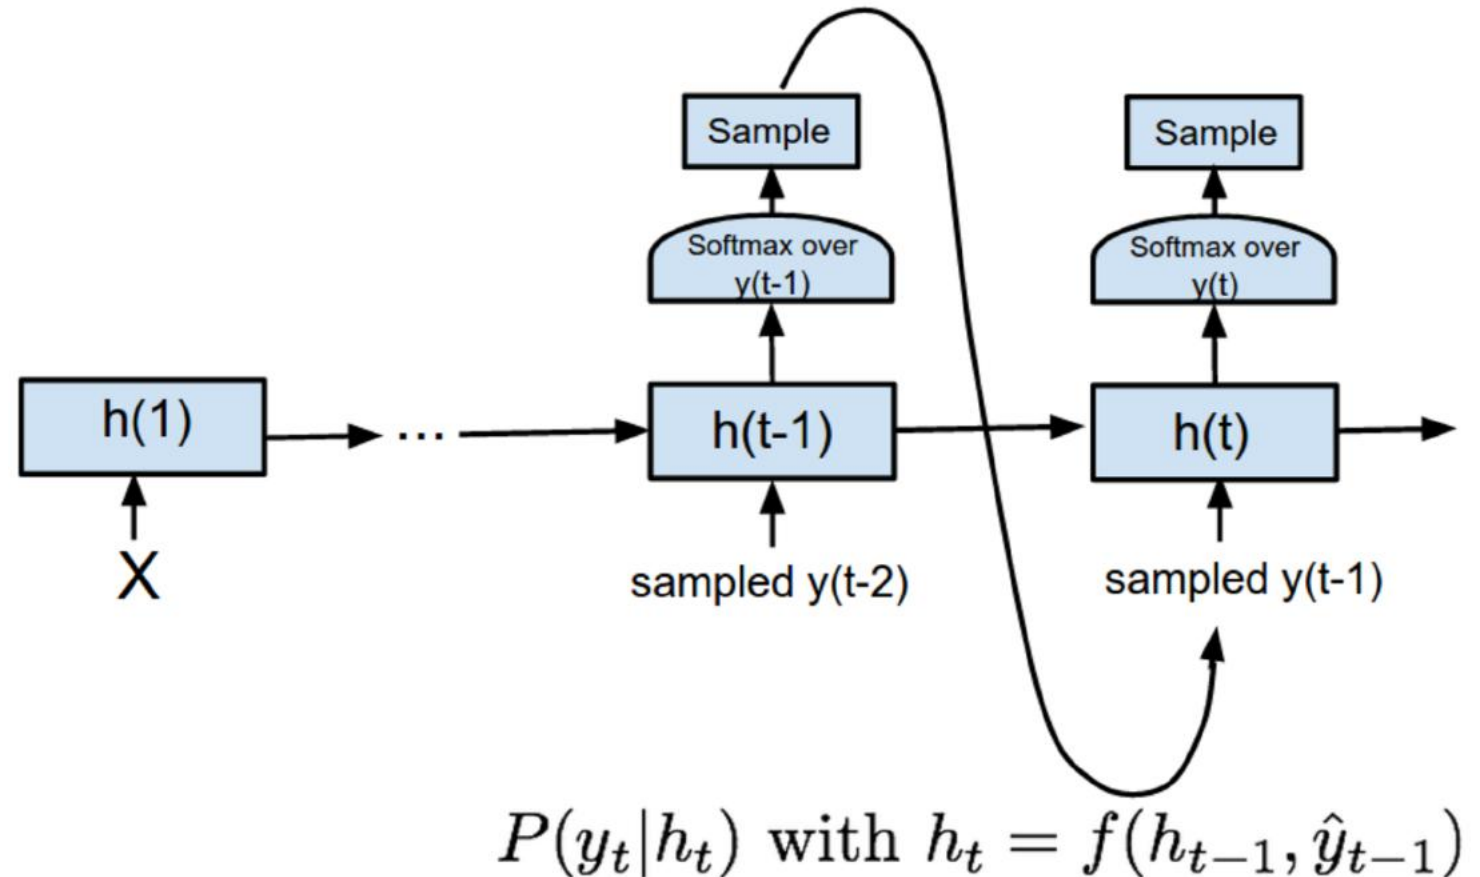 Sample
Sample
Softmax over
y(t-1)
Softmax over
y(t)
h(1)
...
h(t-1)
h(t)
X
sampled y(t-2)
sampled y(t-1)
P(y_t|h_t) with h_t = f(h_{t-1}, ŷ_{t-1})